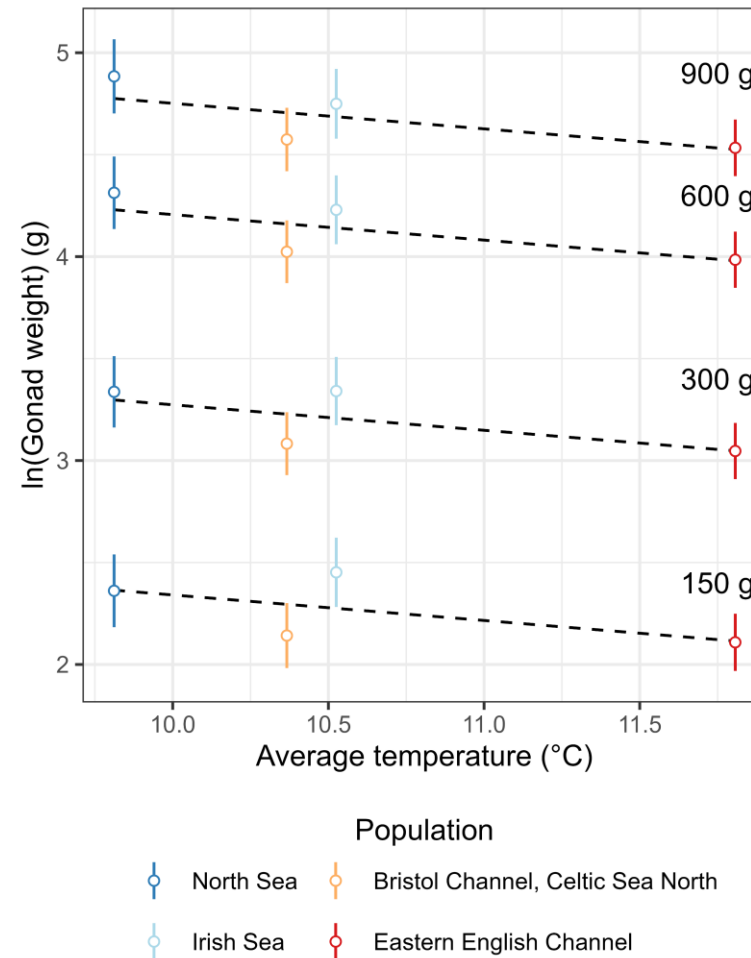 5
4
3
2
ln(Gonad weight) (g)
900 g
600 g
300 g
150 g
10.0 10.5 11.0 11.5
Average temperature (°C)
Population
North Sea Bristol Channel, Celtic Sea North
Irish Sea Eastern English Channel